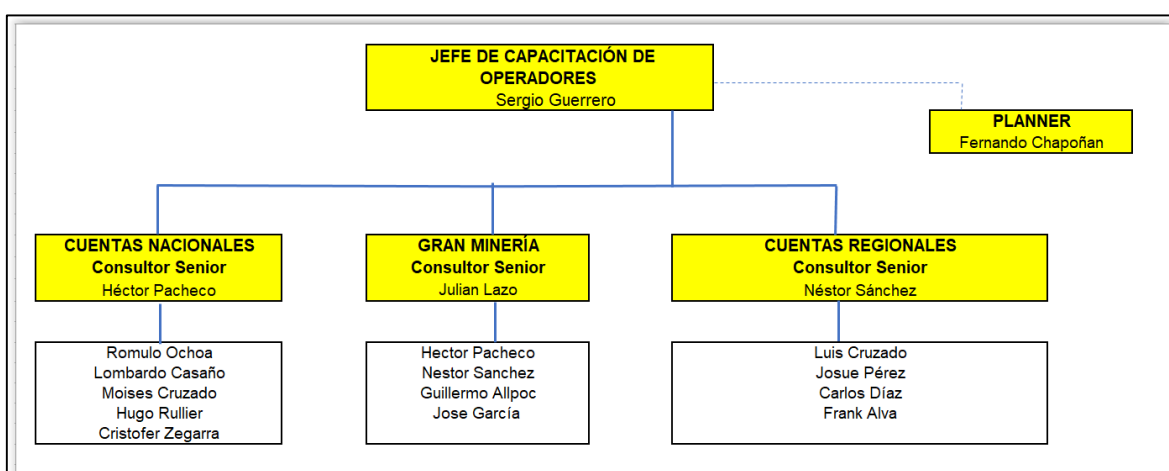 JEFE DE CAPACITACIÓN DE
OPERADORES
Sergio Guerrero
PLANNER
Fernando Chapoñan
CUENTAS NACIONALES
Consultor Senior
Héctor Pacheco
GRAN MINERÍA
Consultor Senior
Julian Lazo
CUENTAS REGIONALES
Consultor Senior
Néstor Sánchez
Romulo Ochoa
Lombardo Casaño
Moises Cruzado
Hugo Rullier
Cristofer Zegarra
Hector Pacheco
Nestor Sanchez
Guillermo Allpoc
Jose García
Luis Cruzado
Josue Pérez
Carlos Díaz
Frank Alva